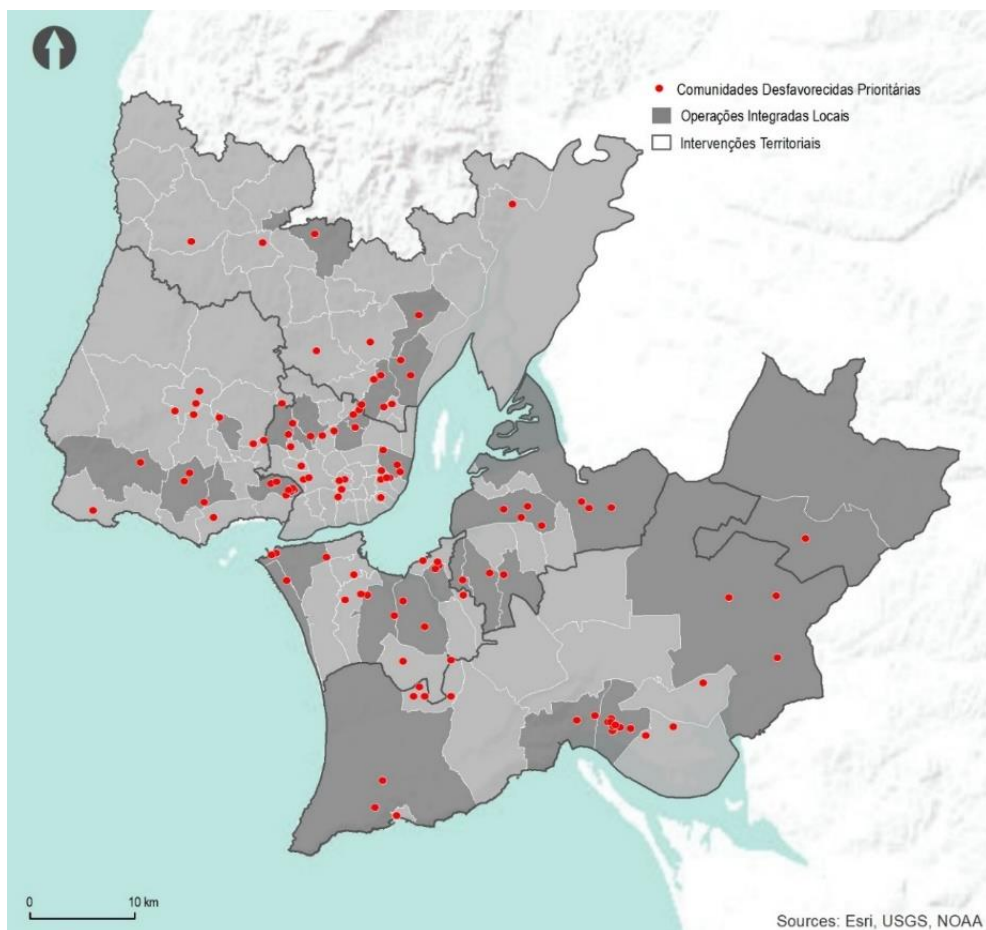 Comunidades Desfavorecidas Prioritárias
Operações Integradas Locais
Intervenções Territoriais
0 10 km
Sources: Esri, USGS, NOAA